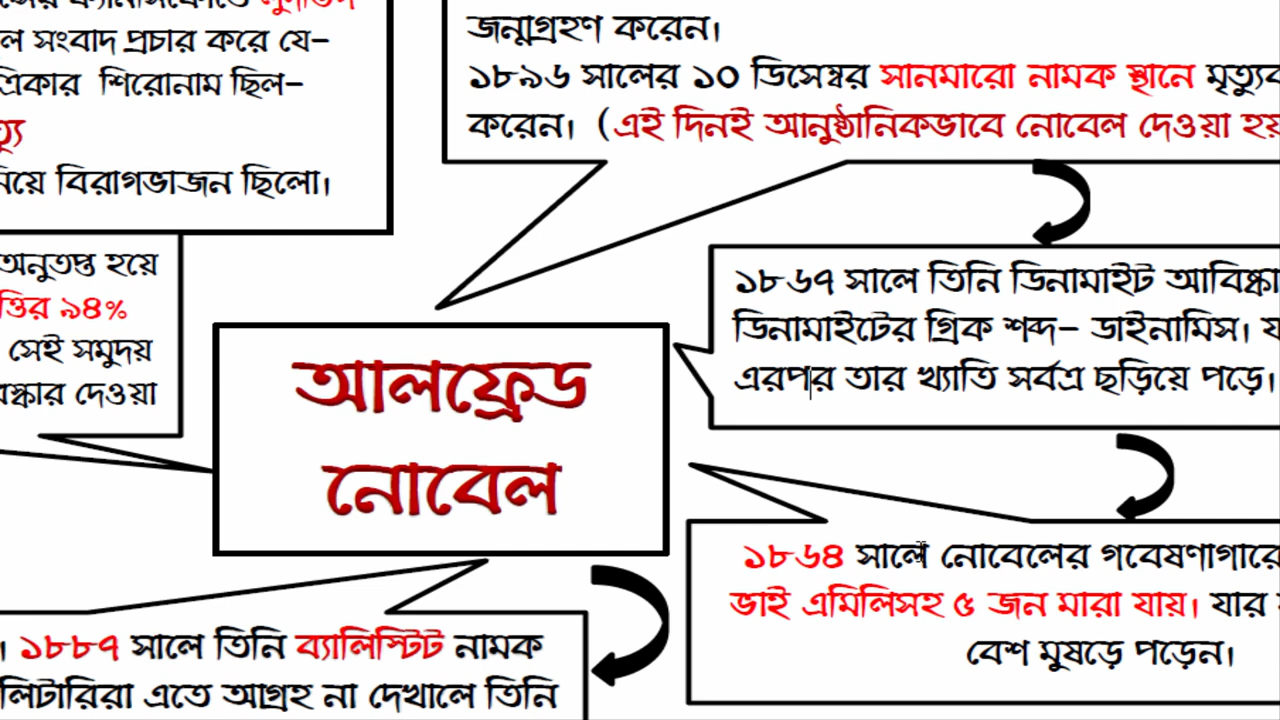 ল সংবাদ প্রচার করে যে-
শিরোনাম ছিল-
নিয়ে বিরাগভাজন ছিলো।
জন্মগ্রহণ করেন।
১৮৯৬ সালের ১০ ডিসেম্বর সানমারো নামক স্থানে
করেন। (এই দিনই আনুষ্ঠানিকভাবে নোবেল দেওয়া হয়
অনুতপ্ত হয়ে
৯৪%
সেই সমুদয়
দেওয়া
১৮৬৭ সালে তিনি ডিনামাইট
ডিনামাইটের গ্রিক শব্দ- ডাইনামিস।
এরপর তার খ্যাতি সর্বত্র ছড়িয়ে পড়ে।
আলফ্রেড
নোবেল
১৮৬৪ সালে নোবেলের গবেষণাগারে
ভাই এমিলিসহ ৫ জন মারা যায়। যার
বেশ মুষড়ে পড়েন।
। ১৮৮৭ সালে তিনি ব্যালিস্টিট নামক
এতে আগ্রহ না দেখালে তিনি